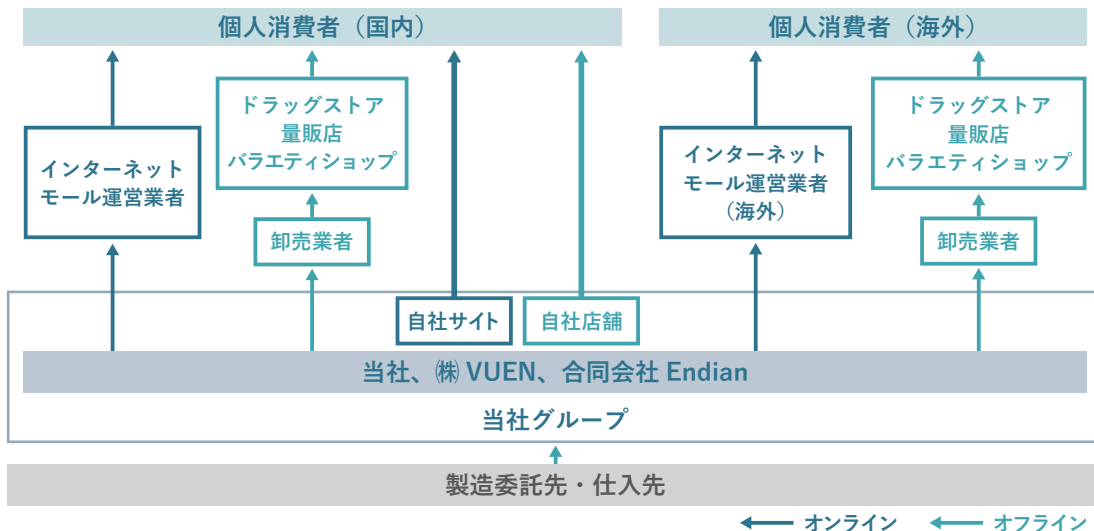 個人消費者（国内）
個人消費者（海外）
ドラッグストア
量販店
バラエティショップ
インターネット
モール運営業者
卸売業者
インターネット
モール運営業者
（海外）
ドラッグストア
量販店
バラエティショップ
卸売業者
自社サイト
自社店舗
当社、㈱ VUEN、合同会社 Endian
当社グループ
製造委託先・仕入先
オンライン
オフライン